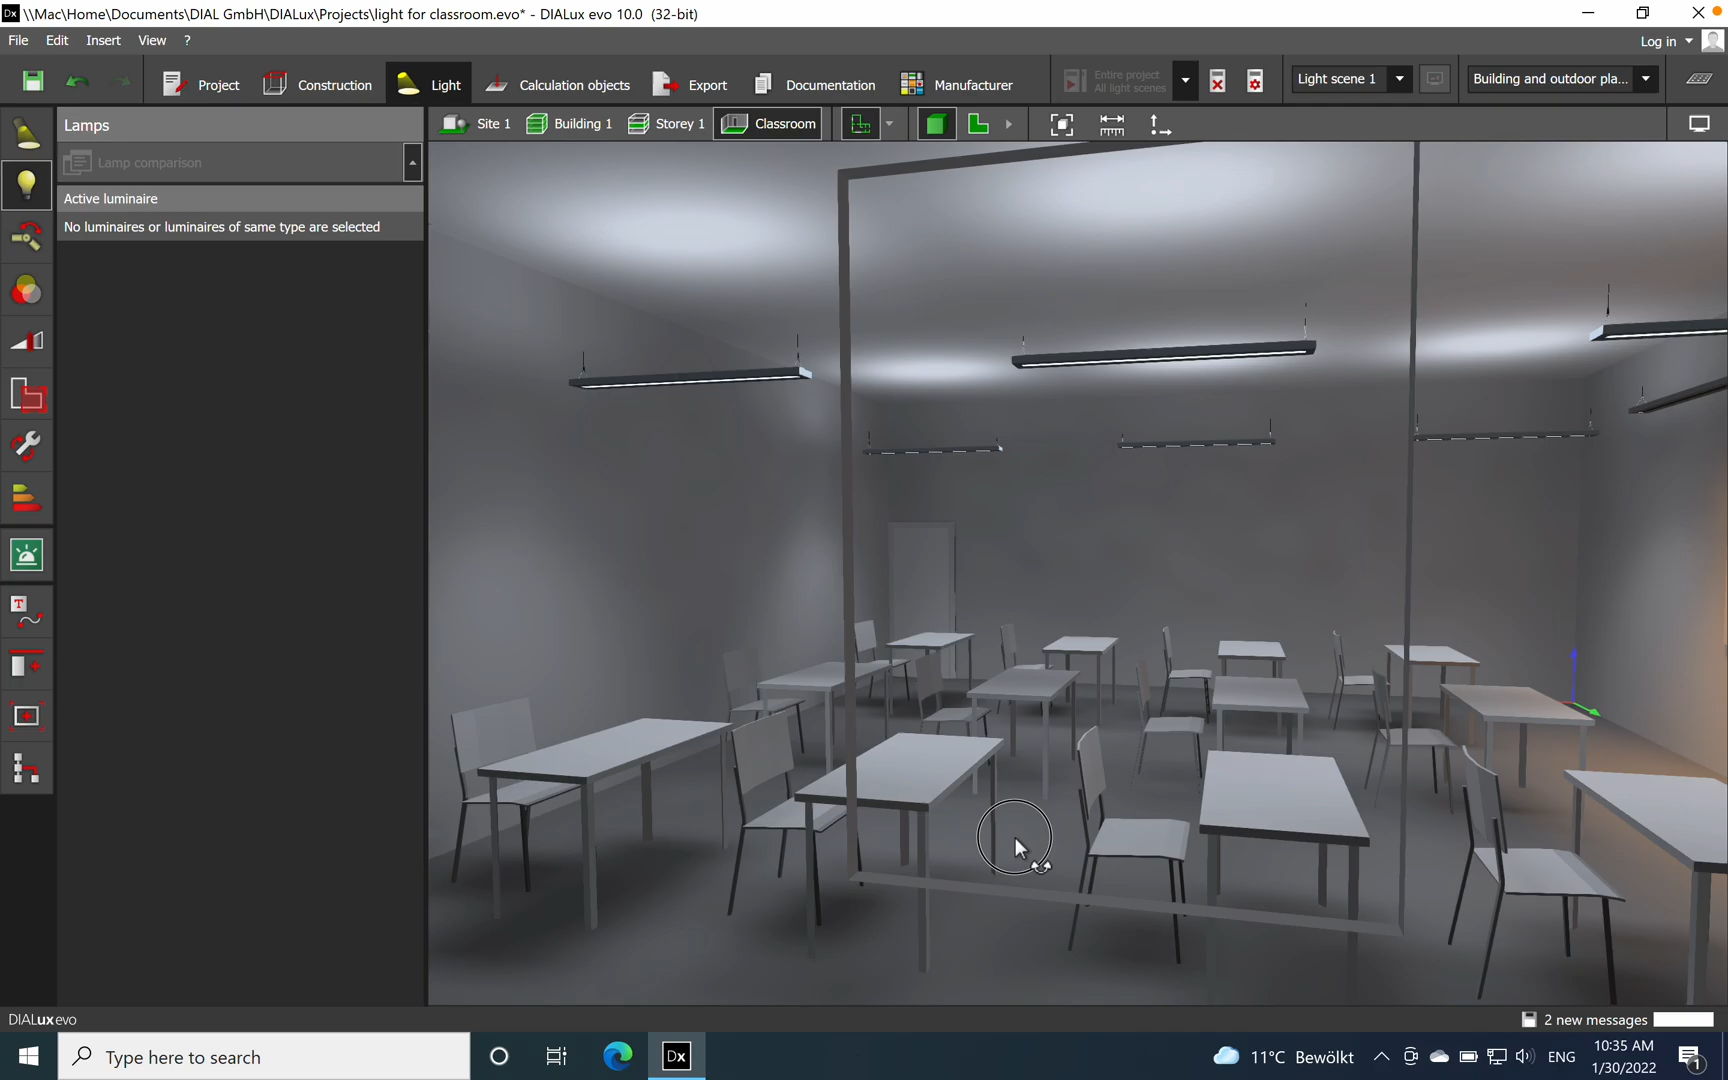 Dx \\Mac\Home\Documents\DIAL GmbH\DIALux\Projects\light for classroom.evo* - DIALux evo 10.0 (32-bit)
File Edit Insert View ? Log in
Project Construction Light Calculation objects Export Documentation Manufacturer Entire project All light scenes Light scene 1 Building and outdoor pla...
Lamps Site 1 Building 1 Storey 1 Classroom
Lamp comparison
Active luminaire
No luminaires or luminaires of same type are selected
T
DIALux evo 2 new messages
Type here to search Dx 11°C Bewölkt ENG 10:35 AM
1/30/2022 1